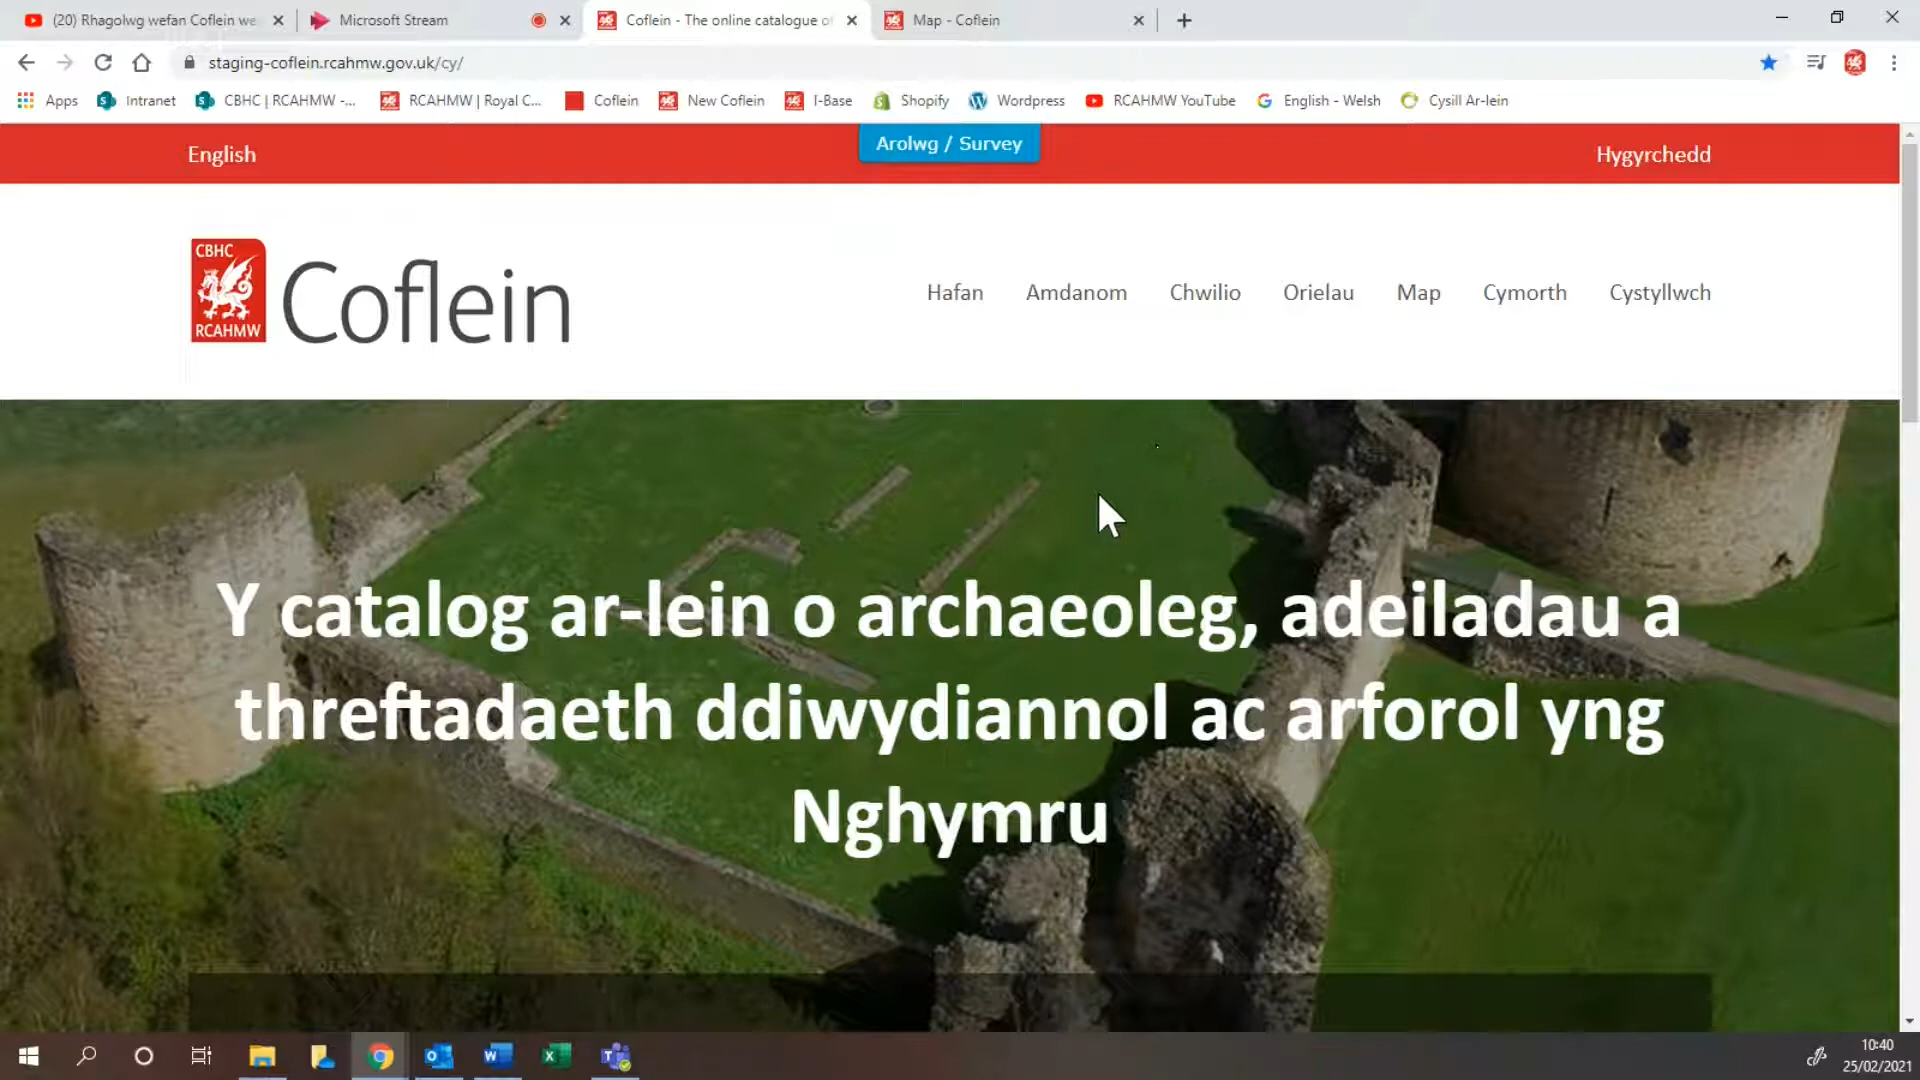 (20) Rhagolwg wefan Coflein we
Microsoft Stream
Coflein - The online catalogue o
Map - Coflein
staging-coflein.rcahmw.gov.uk/cy/
Apps
Intranet
CBHC | RCAHMW -...
RCAHMW | Royal C...
Coflein
New Coflein
I-Base
Shopify
Wordpress
RCAHMW YouTube
English - Welsh
Cysill Ar-lein
English
Arolwg / Survey
Hygyrchedd
CBHC
RCAHMW
Coflein
Hafan
Amdanom
Chwilio
Orielau
Map
Cymorth
Cystyllwch
Y catalog ar-lein o archaeoleg, adeiladau a
threftadaeth ddiwydiannol ac arforol yng
Nghymru
10:40
25/02/2021